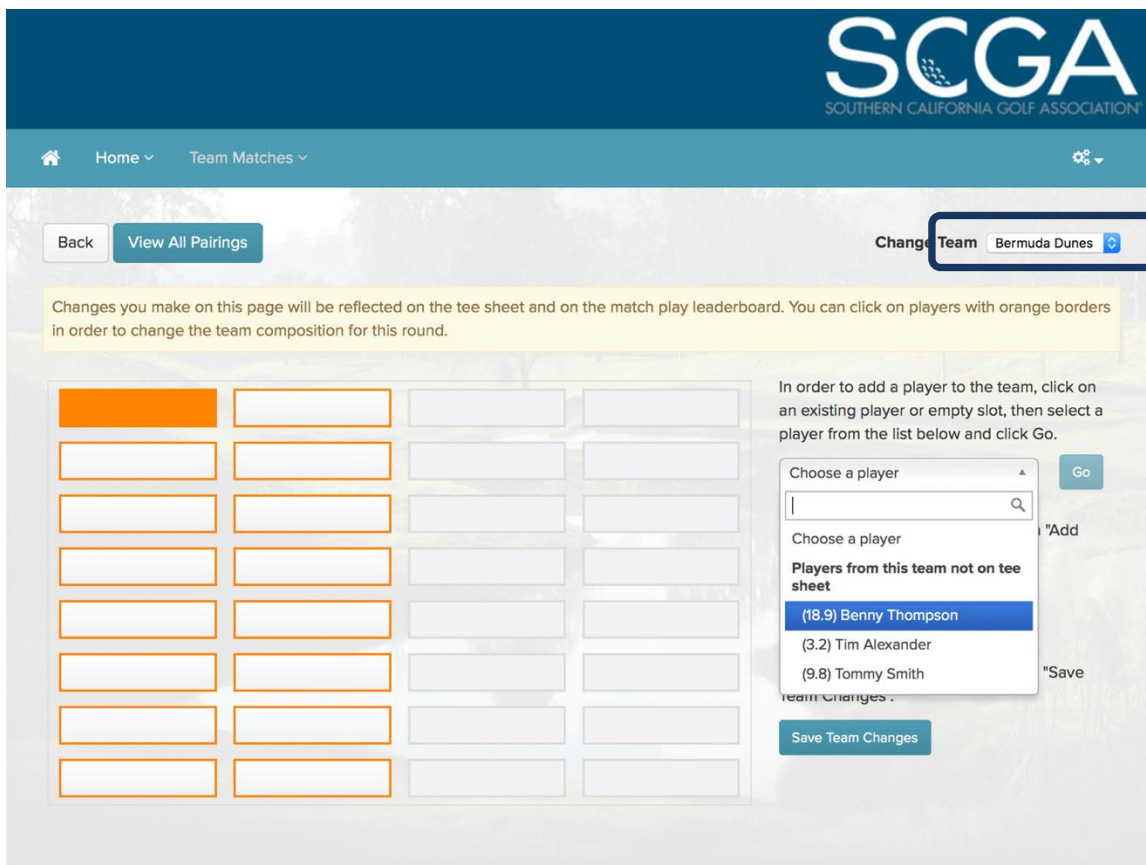 SCGA
SOUTHERN CALIFORNIA GOLF ASSOCIATION
Home
Team Matches
Back
View All Pairings
Change Team
Bermuda Dunes
Changes you make on this page will be reflected on the tee sheet and on the match play leaderboard. You can click on players with orange borders
in order to change the team composition for this round.
In order to add a player to the team, click on
an existing player or empty slot, then select a
player from the list below and click Go.
Choose a player
Go
Choose a player
"Add
Players from this team not on tee
sheet
(18.9) Benny Thompson
(3.2) Tim Alexander
(9.8) Tommy Smith
"Save
Team Changes".
Save Team Changes